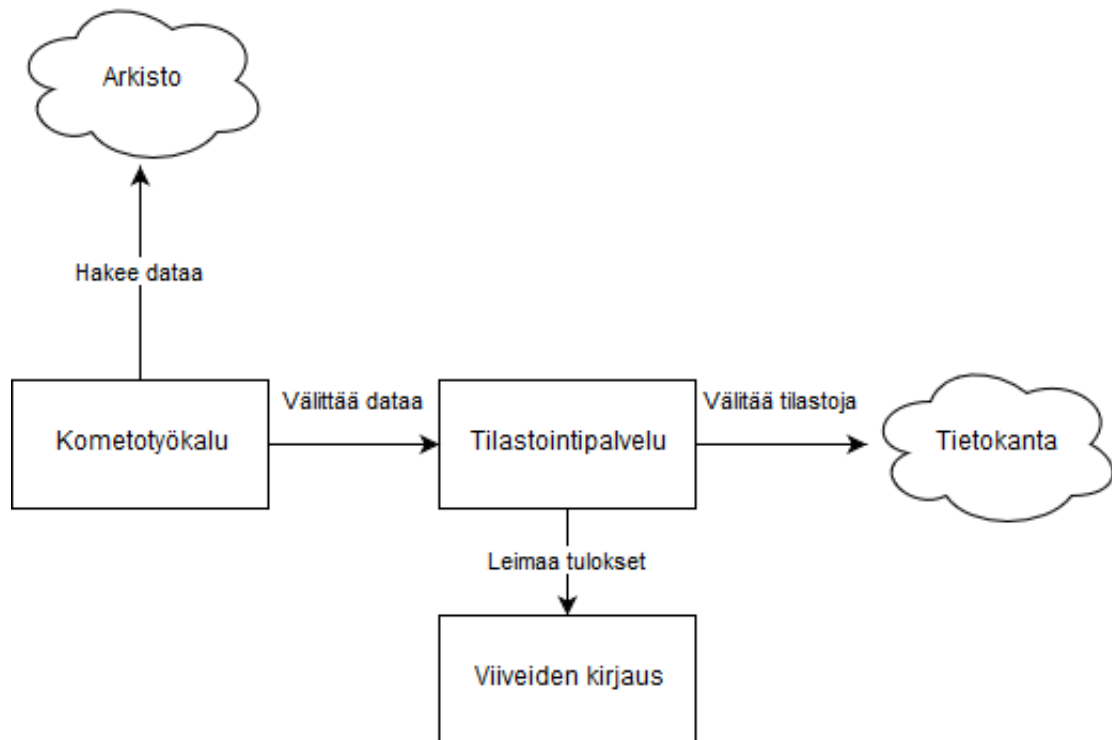 Arkisto
Hakee dataa
Kometotyökalu
Välittää dataa
Tilastointipalvelu
Välitää tilastoja
Tietokanta
Leimaa tulokset
Viiveiden kirjaus